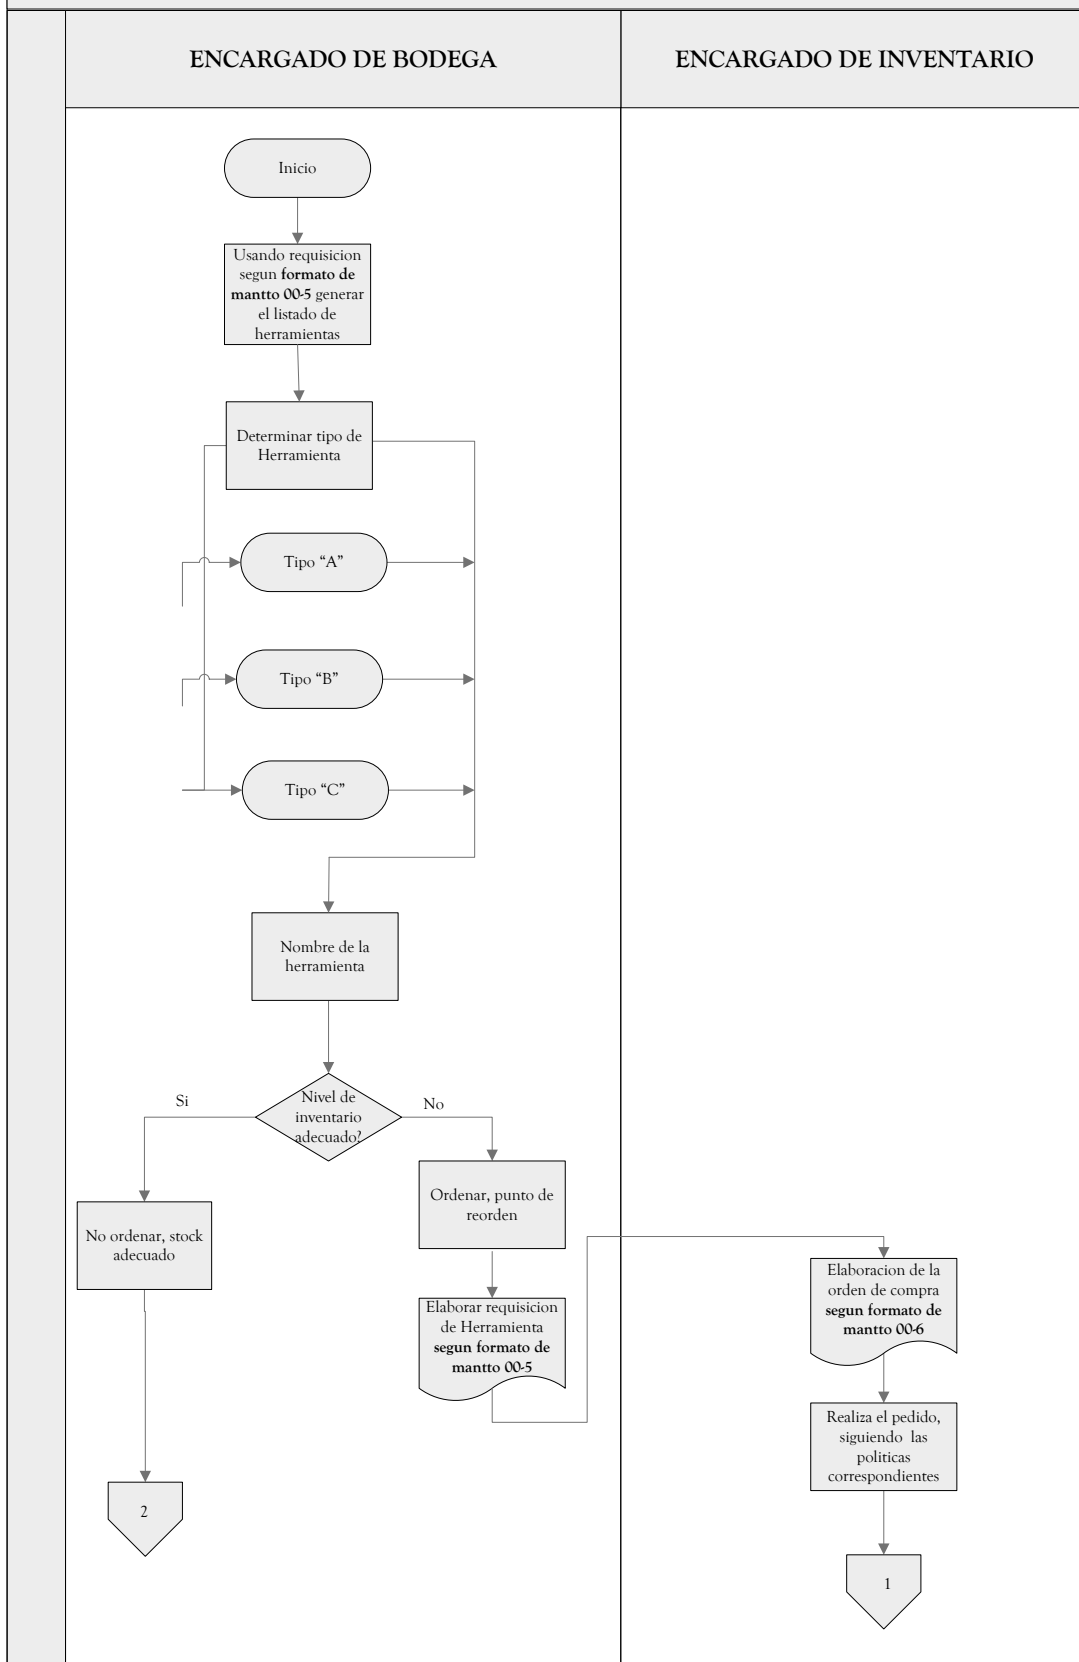 ENCARGADO DE BODEGA
ENCARGADO DE INVENTARIO
Inicio
Usando requisicion
segun formato de
mantto 00-5 generar
el listado de
herramientas
Determinar tipo de
Herramienta
Tipo “A”
Tipo “B”
Tipo “C”
Nombre de la
herramienta
Nivel de
inventario
adecuado?
Si
No
No ordenar, stock
adecuado
Ordenar, punto de
reorden
Elaborar requisicion
de Herramienta
segun formato de
mantto 00-5
Elaboracion de la
orden de compra
segun formato de
mantto 00-6
Realiza el pedido,
siguiendo las
politicas
correspondientes
2
1